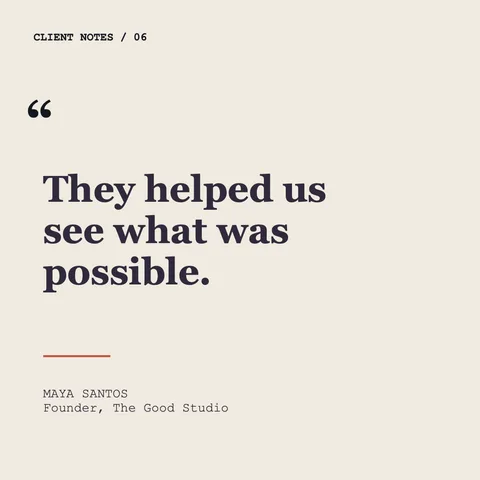 CLIENT NOTES / 06
“
They helped us
see what was
possible.
MAYA SANTOS
Founder, The Good Studio